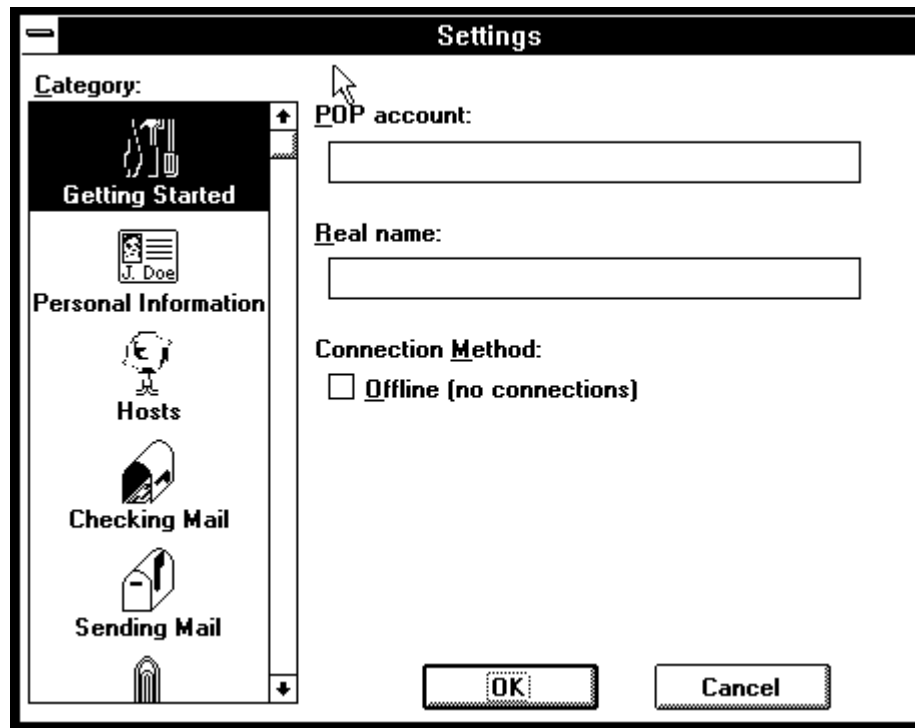 Settings
Category:
Getting Started
J. Doe
Personal Information
Hosts
Checking Mail
Sending Mail
POP account:
Real name:
Connection Method:
Offline (no connections)
OK
Cancel